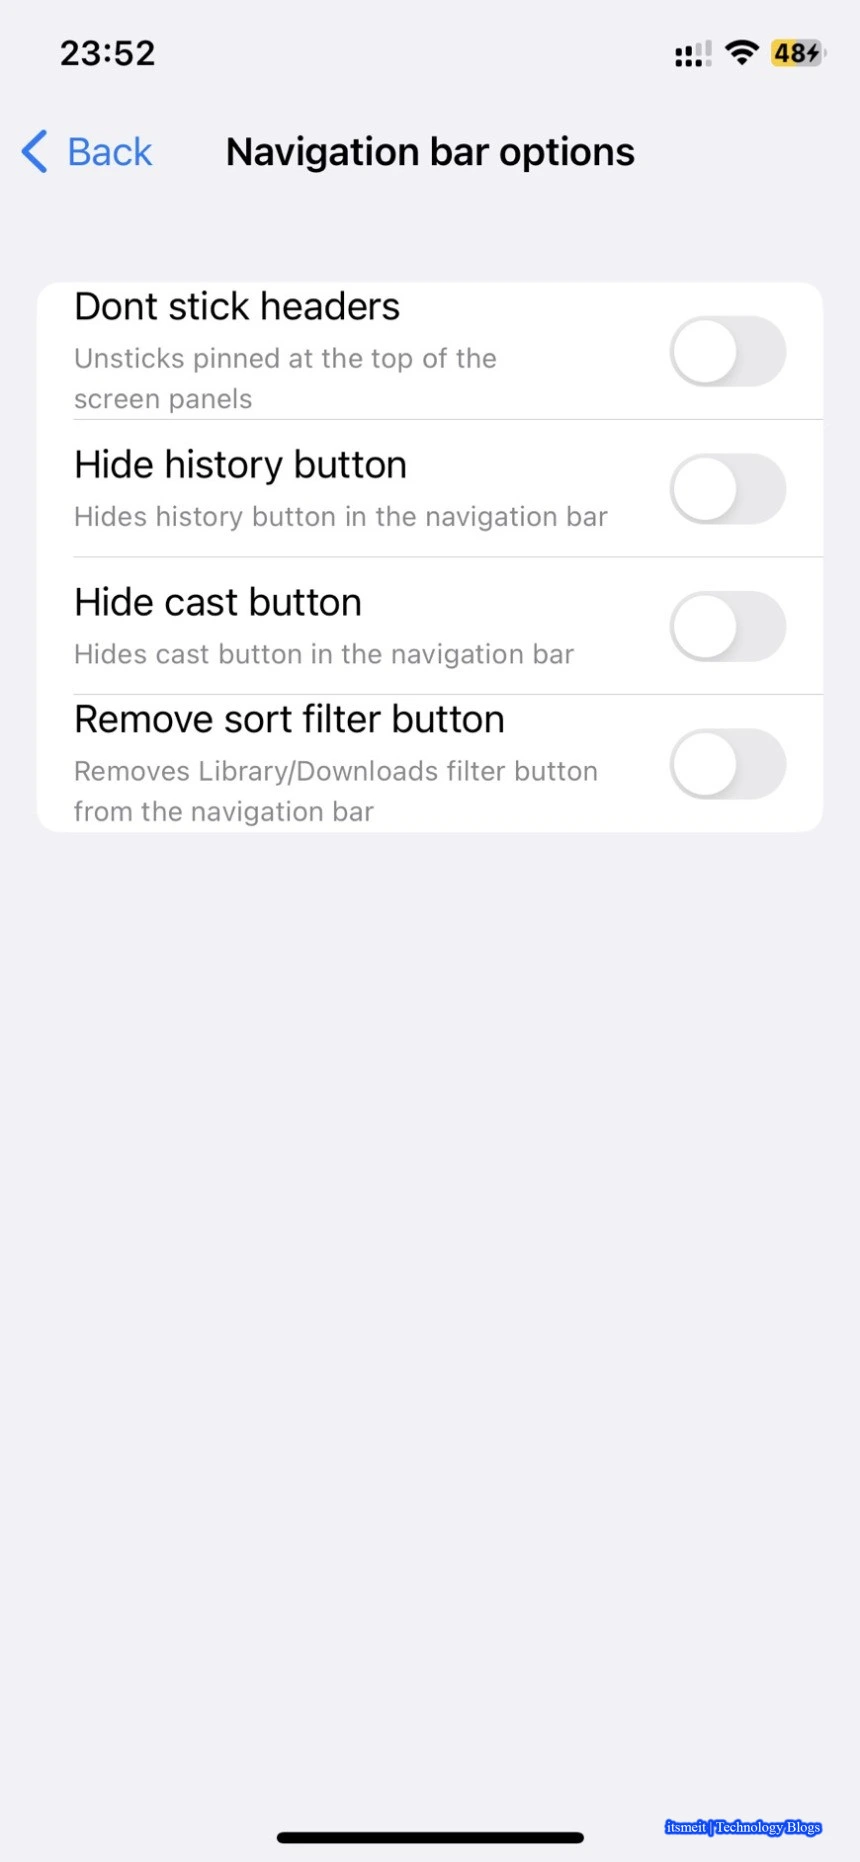 23:52
48
Back
Navigation bar options
Dont stick headers
Unsticks pinned at the top of the
screen panels
Hide history button
Hides history button in the navigation bar
Hide cast button
Hides cast button in the navigation bar
Remove sort filter button
Removes Library/Downloads filter button
from the navigation bar
itsmeit | Technology Blogs